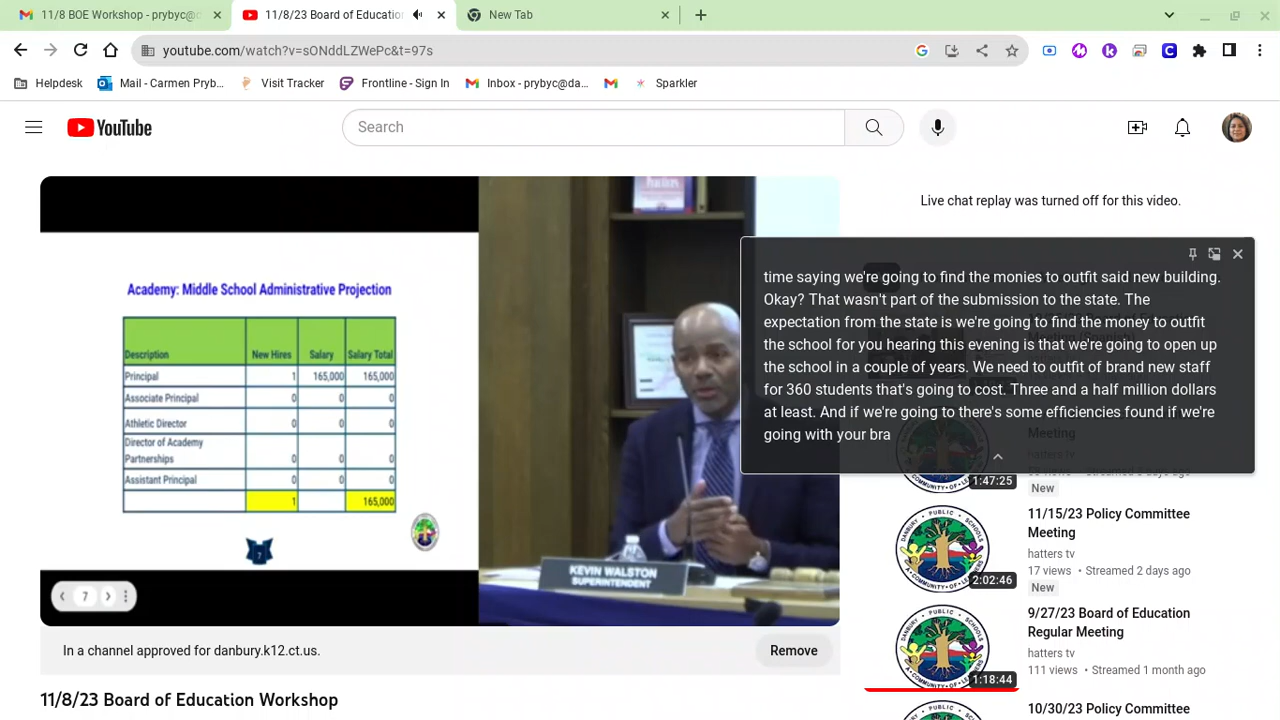 11/8 BOE Workshop - prybyc@d
11/8/23 Board of Education
New Tab
youtube.com/watch?v=sONddLZWePc&t=97s
Helpdesk
Mail - Carmen Pryb...
Visit Tracker
Frontline - Sign In
Inbox - prybyc@da...
Sparkler
YouTube
Search
Live chat replay was turned off for this video.
Academy: Middle School Administrative Projection
Description New Hires Salary Salary Total
Principal 1 165,000 165,000
Associate Principal 0 0
Athletic Director 0 0
Director of Academy
Partnerships 0 0
Assistant Principal 0 0
1 165,000
7
KEVIN WALSTON
SUPERINTENDENT
time saying we're going to find the monies to outfit said new building.
Okay? That wasn't part of the submission to the state. The
expectation from the state is we're going to find the money to outfit
the school for you hearing this evening is that we're going to open up
the school in a couple of years. We need to outfit of brand new staff
for 360 students that's going to cost. Three and a half million dollars
at least. And if we're going to there's some efficiencies found if we're
going with your bra
Meeting
New
1:47:25
11/15/23 Policy Committee
Meeting
hatters tv
17 views • Streamed 2 days ago
New
2:02:46
9/27/23 Board of Education
Regular Meeting
hatters tv
111 views • Streamed 1 month ago
1:18:44
10/30/23 Policy Committee
In a channel approved for danbury.k12.ct.us.
Remove
11/8/23 Board of Education Workshop